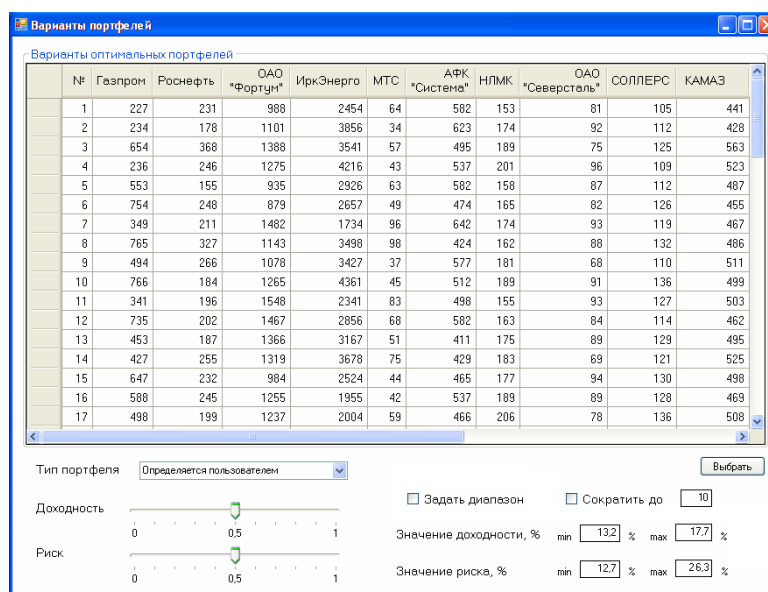 Варианты портфелей
Варианты оптимальных портфелей
№ Газпром Роснефть ОАО "Фортум" ИркЭнерго МТС АФК "Система" НЛМК ОАО "Северсталь" СОЛЛЕРС КАМАЗ
1 227 231 988 2454 64 582 153 81 105 441
2 234 178 1101 3856 34 623 174 92 112 428
3 654 368 1388 3541 57 495 189 75 125 563
4 236 246 1275 4216 43 537 201 96 109 523
5 553 155 935 2926 63 582 158 87 112 487
6 754 248 879 2657 49 474 165 82 126 455
7 349 211 1482 1734 96 642 174 93 119 467
8 765 327 1143 3498 98 424 162 88 132 486
9 494 266 1078 3427 37 577 181 68 110 511
10 766 184 1265 4361 45 512 189 91 136 499
11 341 196 1548 2341 83 498 155 93 127 503
12 735 202 1467 2856 68 582 163 84 114 462
13 453 187 1366 3167 51 411 175 89 129 495
14 427 255 1319 3678 75 429 183 69 121 525
15 647 232 984 2524 44 465 177 94 130 498
16 588 245 1255 1955 42 537 189 89 128 469
17 498 199 1237 2004 59 466 206 78 136 508
Тип портфеля Определяется пользователем Выбрать
Задать диапазон Сократить до 10
Доходность
0 0,5 1
Значение доходности, % min 13,2 % max 17,7 %
Риск
0 0,5 1
Значение риска, % min 12,7 % max 26,3 %